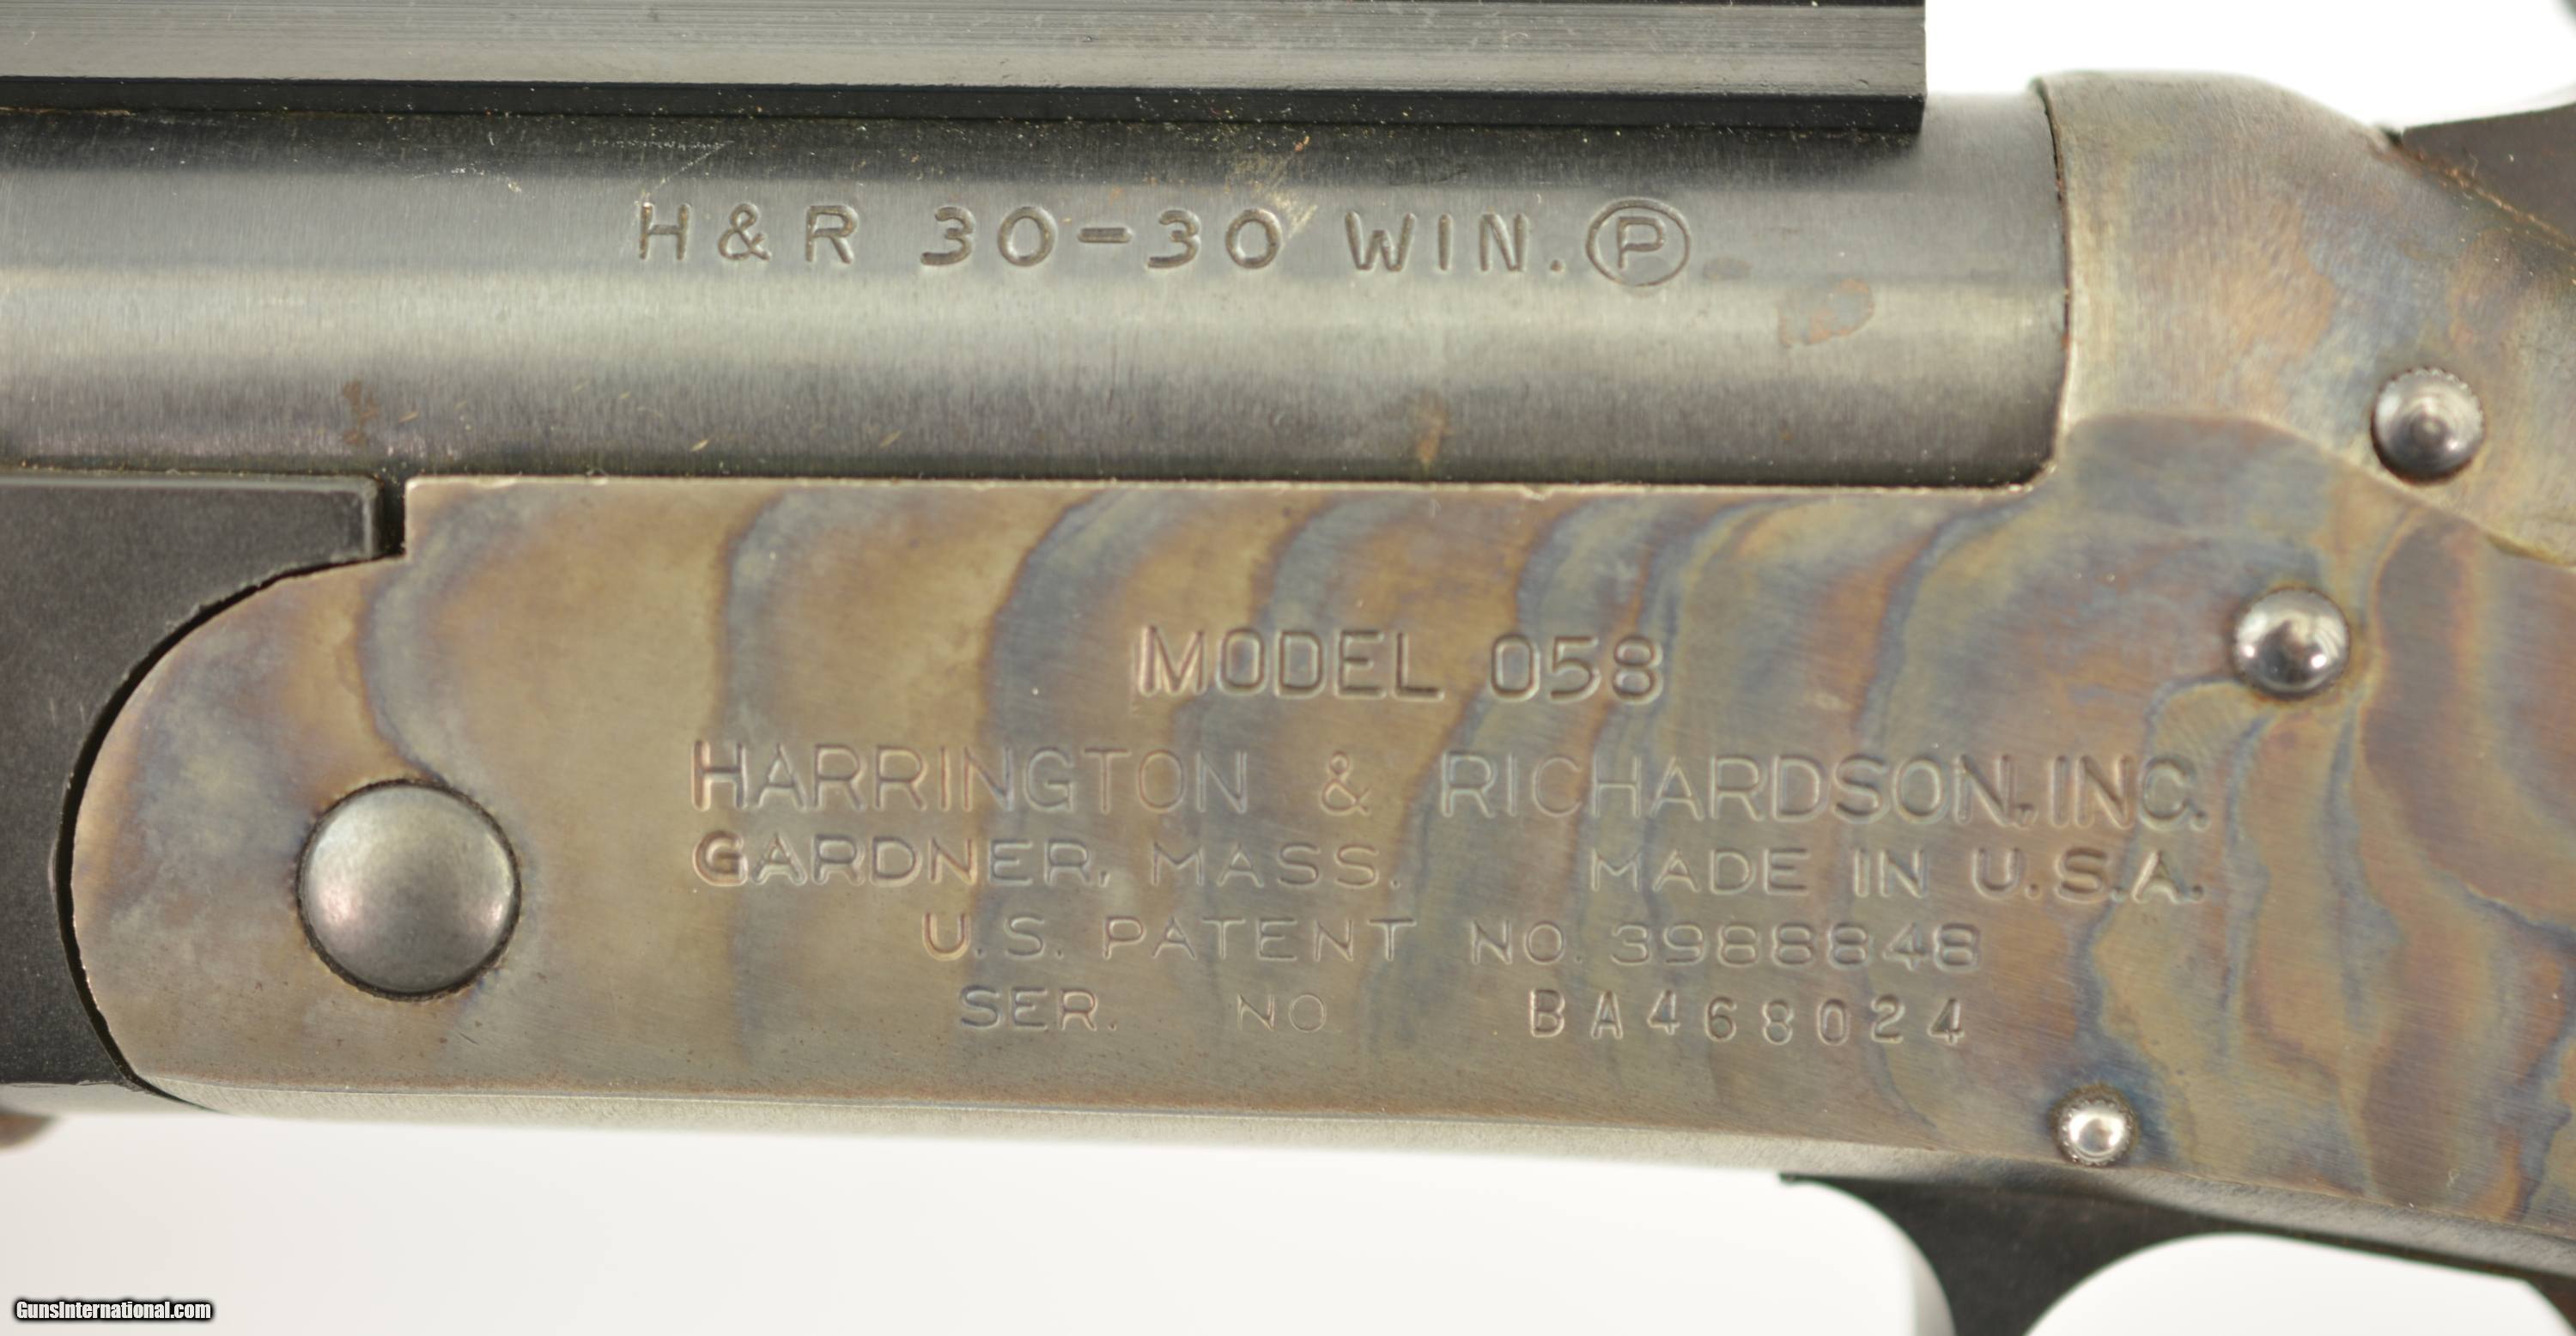 H & R 30-30 WIN. P
MODEL 058
HARRINGTON & RICHARDSON, INC.
GARDNER, MASS. MADE IN U.S.A.
U.S. PATENT NO. 3988848
SER. NO BA468024
GunsInternational.com